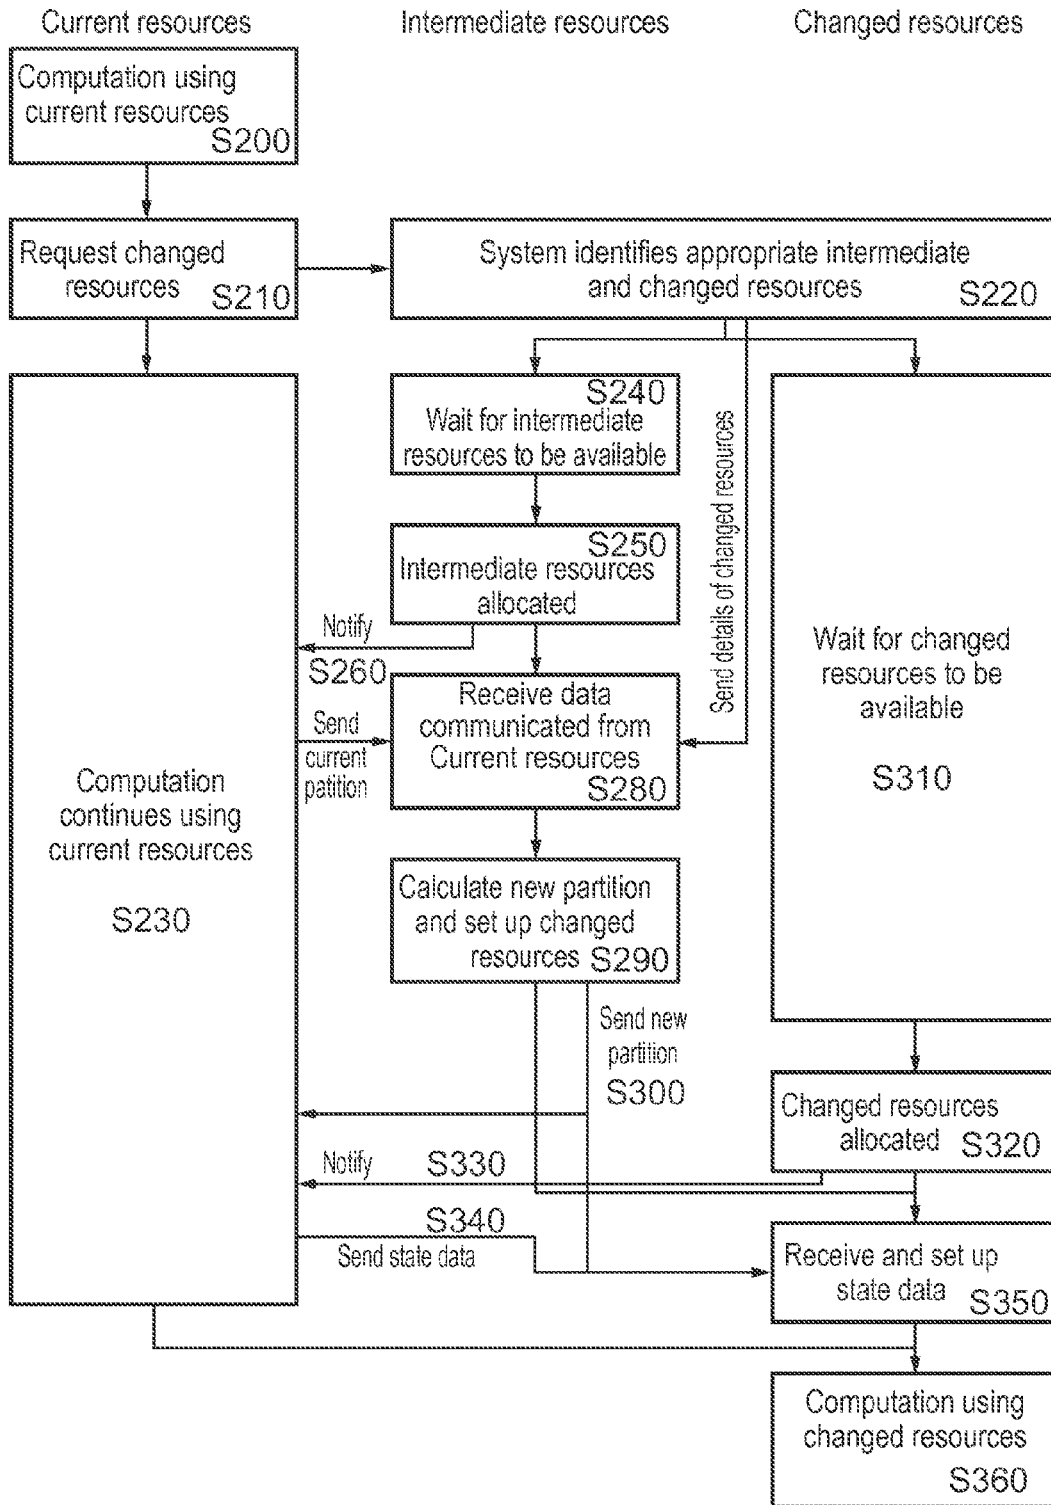 Current resources
Intermediate resources
Changed resources
Computation using
current resources
S200
Request changed
resources
S210
System identifies appropriate intermediate
and changed resources
S220
S240
Wait for intermediate
resources to be available
S250
Intermediate resources
allocated
Send details of changed resources
Notify
S260
Send
current
patition
Receive data
communicated from
Current resources
S280
Computation
continues using
current resources
S230
Wait for changed
resources to be
available
S310
Calculate new partition
and set up changed
resources
S290
Send new
partition
S300
Changed resources
allocated
S320
Notify
S330
S340
Send state data
Receive and set up
state data
S350
Computation using
changed resources
S360